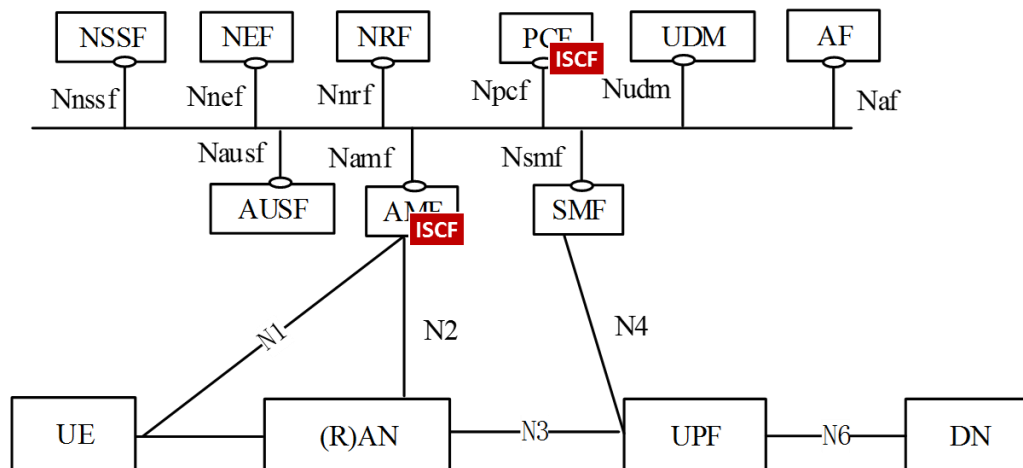 NSSF
NEF
NRF
PCF
UDM
AF
ISCF
Nnssf
Nnef
Nnrf
Npcf
Nudm
Naf
Nausf
Namf
Nsmf
AUSF
AMF
SMF
ISCF
N1
N2
N4
UE
(R)AN
N3
UPF
N6
DN